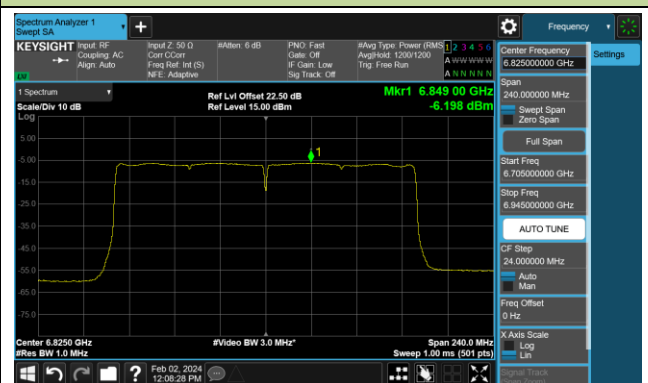 Spectrum Analyzer 1
Swept SA
Frequency
KEYSIGHT
Input: RF
Coupling: AC
Align: Auto
Input Z: 50 Ω
Corr CCorr
Freq Ref: Int (S)
NFE: Adaptive
#Atten: 6 dB
PNO: Fast
Gate: Off
IF Gain: Low
Sig Track: Off
#Avg Type: Power (RMS
Avg|Hold: 1200/1200
Trig: Free Run
1 2 3 4 5 6
A WWWWW
A N N N N N
LXI
1 Spectrum
Scale/Div 10 dB
Log
Ref Lvl Offset 22.50 dB
Ref Level 15.00 dBm
Mkr1 6.849 00 GHz
-6.198 dBm
1
5.00
-5.00
-15.0
-25.0
-35.0
-45.0
-55.0
-65.0
-75.0
Center 6.8250 GHz
#Res BW 1.0 MHz
#Video BW 3.0 MHz*
Span 240.0 MHz
Sweep 1.00 ms (501 pts)
Feb 02, 2024
12:08:28 PM
Center Frequency
6.825000000 GHz
Settings
Span
240.000000 MHz
Swept Span
Zero Span
Full Span
Start Freq
6.705000000 GHz
Stop Freq
6.945000000 GHz
AUTO TUNE
CF Step
24.000000 MHz
Auto
Man
Freq Offset
0 Hz
X Axis Scale
Log
Lin
Signal Track